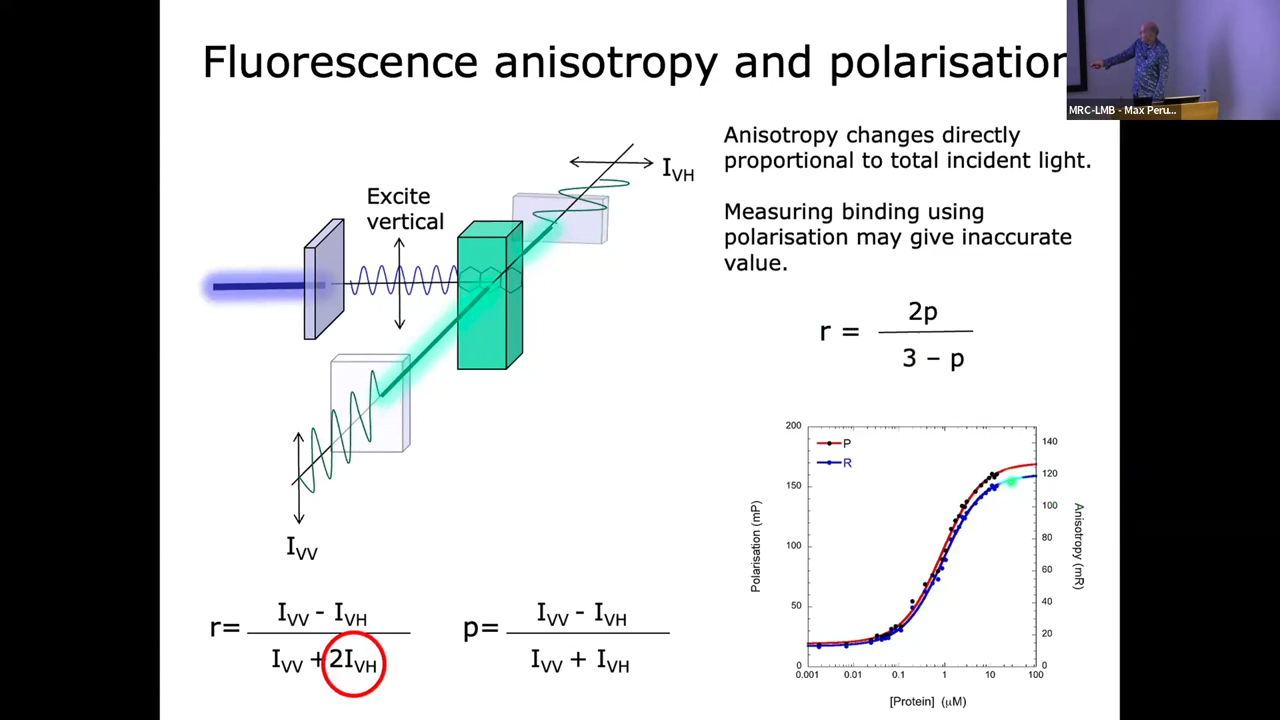 Fluorescence anisotropy and polarisation
MRC-LMB - Max Peru...
Anisotropy changes directly
proportional to total incident light.
Measuring binding using
polarisation may give inaccurate
value.
r = 2p / 3 – p
Excite
vertical
IVH
IVV
r= IVV - IVH / IVV + 2IVH
p= IVV - IVH / IVV + IVH
P
R
200
150
100
50
0
Polarisation (mP)
140
120
100
80
60
40
20
0
Anisotropy (mR)
0.001 0.01 0.1 1 10 100
[Protein] (μM)